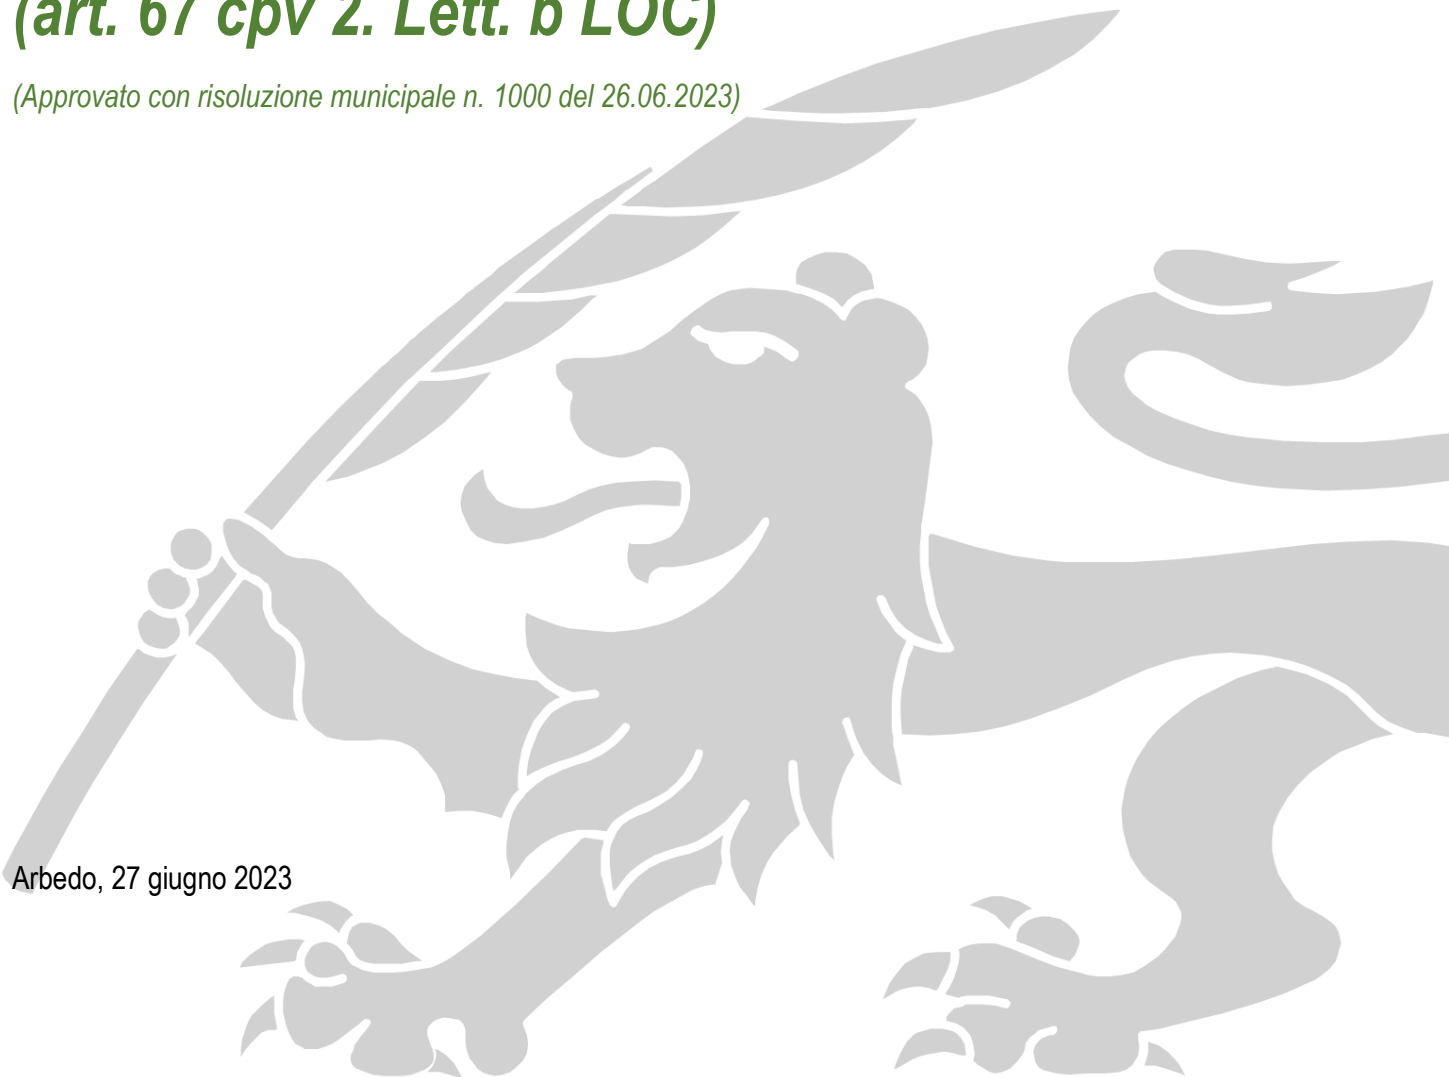 (art. 67 cpv 2. Lett. b LOC)
(Approvato con risoluzione municipale n. 1000 del 26.06.2023)
Arbedo, 27 giugno 2023